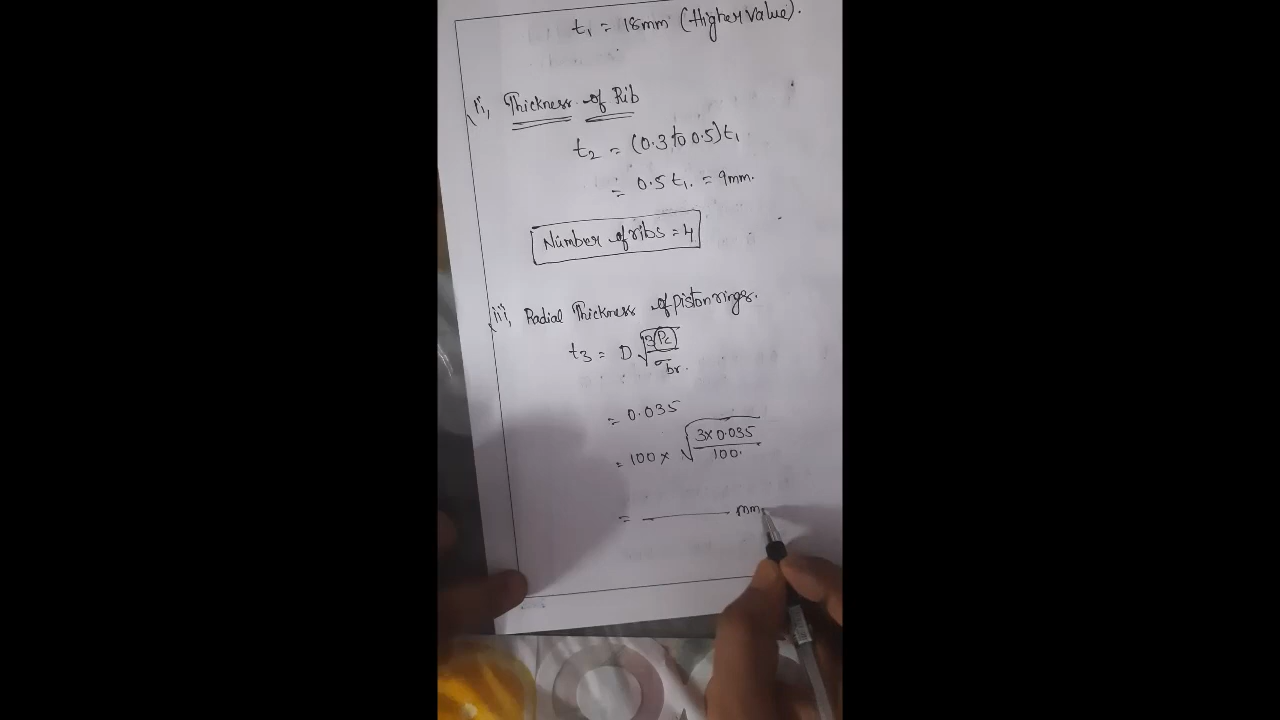 t₁ = 18mm (Higher value).
ii, Thickness of Rib
t₂ = (0.3 to 0.5)t₁
= 0.5 t₁. = 9mm.
Number of ribs = 4
iii, Radial Thickness of piston rings.
t₃ = D √(3(Pc)/σbr.)
= 0.035
= 100 × √(3×0.035/100.)
= ———— mm.